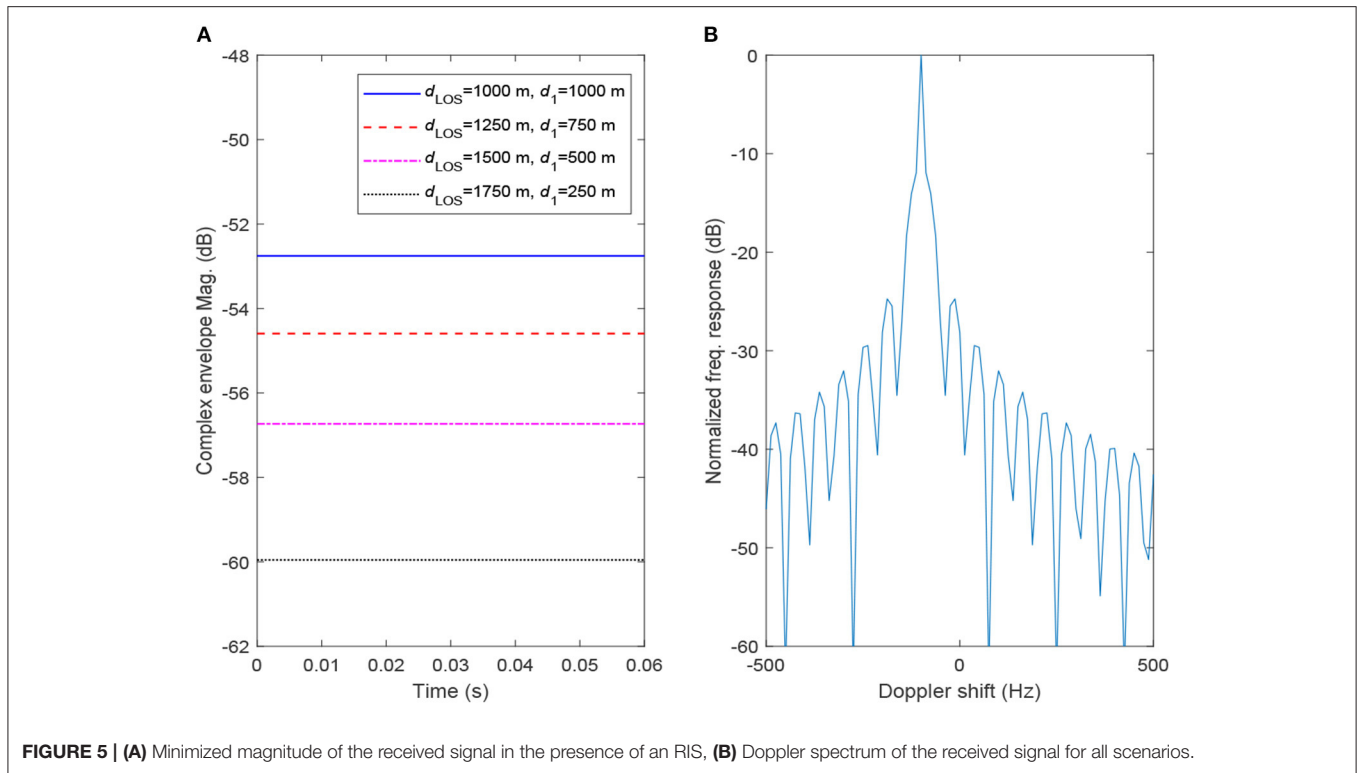 A
-48
-50
-52
-54
-56
-58
-60
-62
Complex envelope Mag. (dB)
d_LOS=1000 m, d_1=1000 m
d_LOS=1250 m, d_1=750 m
d_LOS=1500 m, d_1=500 m
d_LOS=1750 m, d_1=250 m
0 0.01 0.02 0.03 0.04 0.05 0.06
Time (s)
B
0
-10
-20
-30
-40
-50
-60
Normalized freq. response (dB)
-500 0 500
Doppler shift (Hz)
FIGURE 5 | (A) Minimized magnitude of the received signal in the presence of an RIS, (B) Doppler spectrum of the received signal for all scenarios.